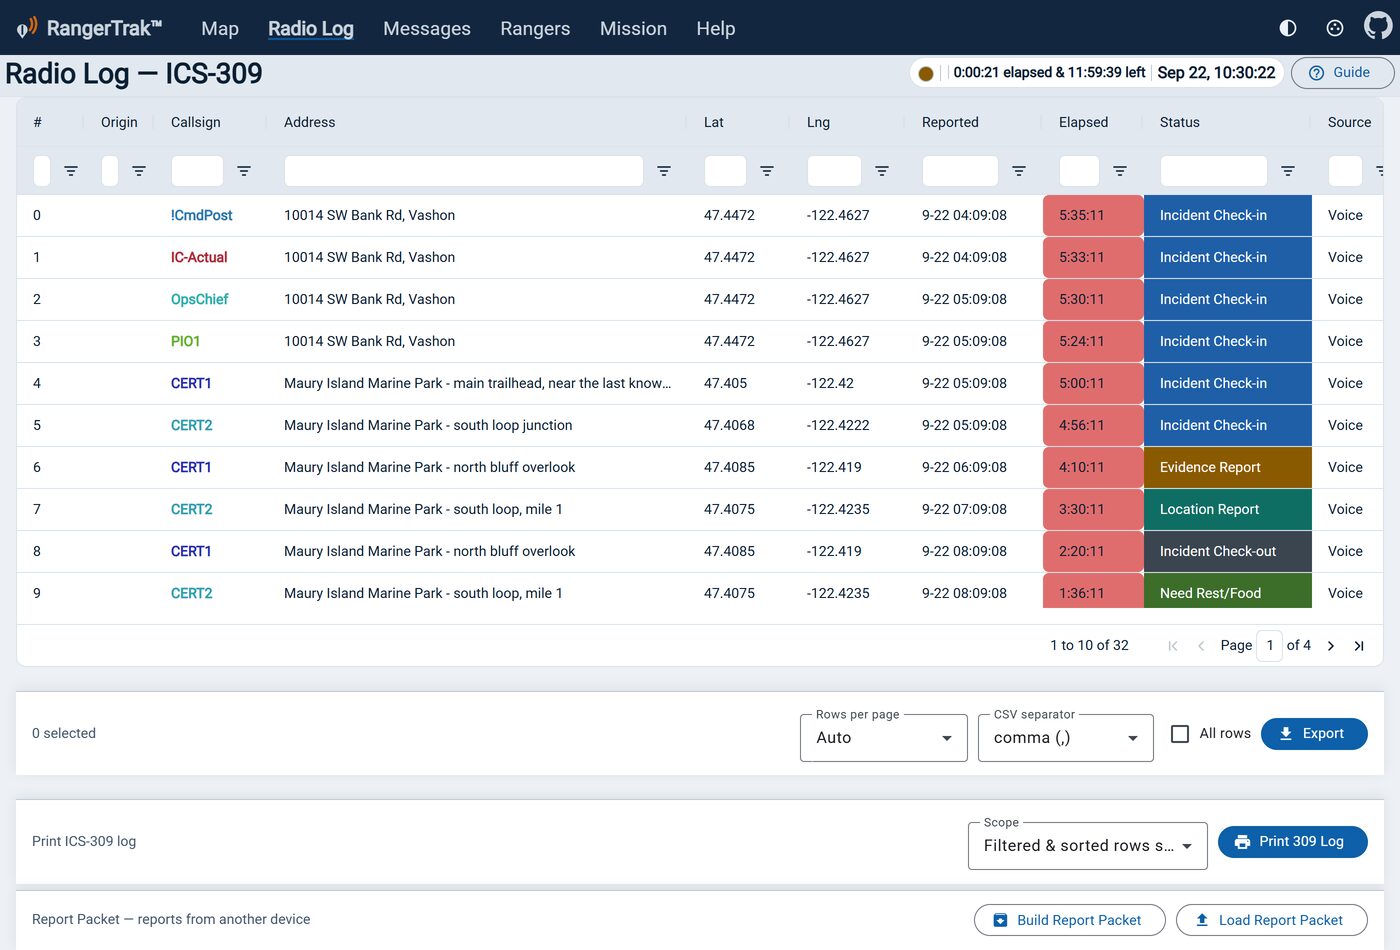 RangerTrak™ Map Radio Log Messages Rangers Mission Help
Radio Log — ICS-309 0:00:21 elapsed & 11:59:39 left Sep 22, 10:30:22 Guide
# Origin Callsign Address Lat Lng Reported Elapsed Status Source
0 !CmdPost 10014 SW Bank Rd, Vashon 47.4472 -122.4627 9-22 04:09:08 5:35:11 Incident Check-in Voice
1 IC-Actual 10014 SW Bank Rd, Vashon 47.4472 -122.4627 9-22 04:09:08 5:33:11 Incident Check-in Voice
2 OpsChief 10014 SW Bank Rd, Vashon 47.4472 -122.4627 9-22 05:09:08 5:30:11 Incident Check-in Voice
3 PIO1 10014 SW Bank Rd, Vashon 47.4472 -122.4627 9-22 05:09:08 5:24:11 Incident Check-in Voice
4 CERT1 Maury Island Marine Park - main trailhead, near the last know... 47.405 -122.42 9-22 05:09:08 5:00:11 Incident Check-in Voice
5 CERT2 Maury Island Marine Park - south loop junction 47.4068 -122.4222 9-22 05:09:08 4:56:11 Incident Check-in Voice
6 CERT1 Maury Island Marine Park - north bluff overlook 47.4085 -122.419 9-22 06:09:08 4:10:11 Evidence Report Voice
7 CERT2 Maury Island Marine Park - south loop, mile 1 47.4075 -122.4235 9-22 07:09:08 3:30:11 Location Report Voice
8 CERT1 Maury Island Marine Park - north bluff overlook 47.4085 -122.419 9-22 08:09:08 2:20:11 Incident Check-out Voice
9 CERT2 Maury Island Marine Park - south loop, mile 1 47.4075 -122.4235 9-22 08:09:08 1:36:11 Need Rest/Food Voice
1 to 10 of 32 Page 1 of 4
Rows per page CSV separator
0 selected Auto comma (,) All rows Export
Scope
Print ICS-309 log Filtered & sorted rows s... Print 309 Log
Report Packet — reports from another device Build Report Packet Load Report Packet